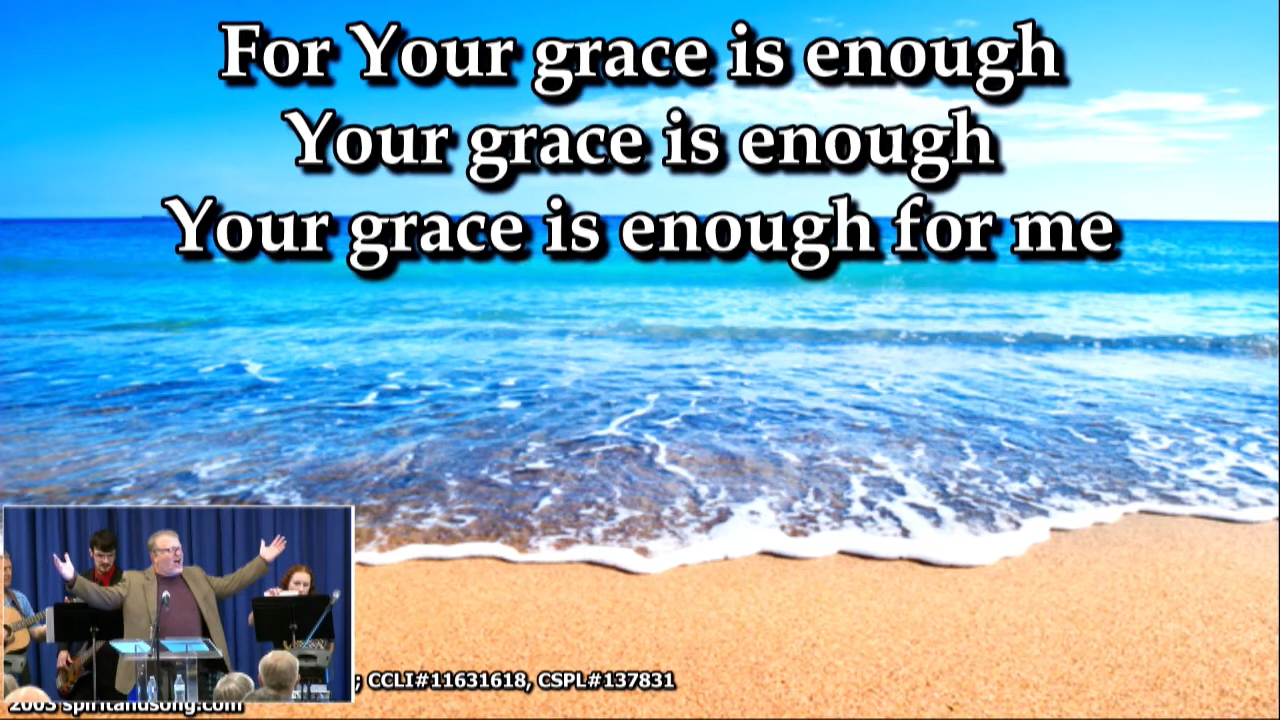 For Your grace is enough
Your grace is enough
Your grace is enough for me
; CCLI#11631618, CSPL#137831
2003 spiritandsong.com